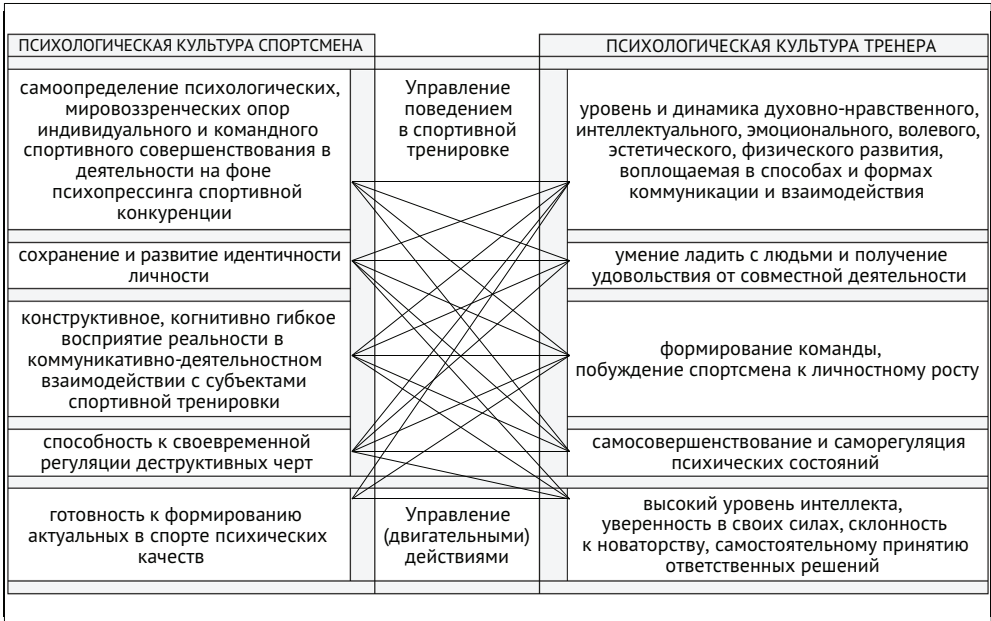 ПСИХОЛОГИЧЕСКАЯ КУЛЬТУРА СПОРТСМЕНА
ПСИХОЛОГИЧЕСКАЯ КУЛЬТУРА ТРЕНЕРА
самоопределение психологических,
мировоззренческих опор
индивидуального и командного
спортивного совершенствования в
деятельности на фоне
психопрессинга спортивной
конкуренции
Управление
поведением
в спортивной
тренировке
уровень и динамика духовно-нравственного,
интеллектуального, эмоционального, волевого,
эстетического, физического развития,
воплощаемая в способах и формах
коммуникации и взаимодействия
сохранение и развитие идентичности
личности
умение ладить с людьми и получение
удовольствия от совместной деятельности
конструктивное, когнитивно гибкое
восприятие реальности в
коммуникативно-деятельностном
взаимодействии с субъектами
спортивной тренировки
формирование команды,
побуждение спортсмена к личностному росту
способность к своевременной
регуляции деструктивных черт
самосовершенствование и саморегуляция
психических состояний
готовность к формированию
актуальных в спорте психических
качеств
Управление
(двигательными)
действиями
высокий уровень интеллекта,
уверенность в своих силах, склонность
к новаторству, самостоятельному принятию
ответственных решений